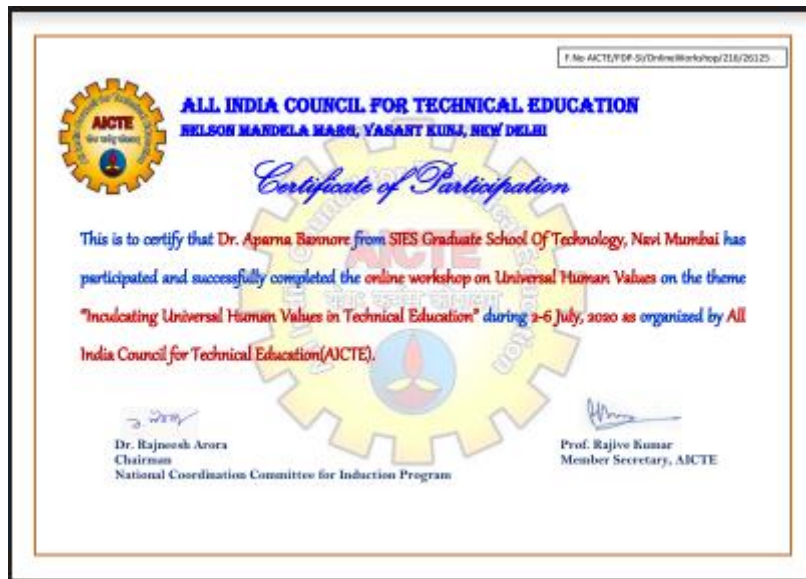 F.No AICTE/FDP-SI/OnlineWorkshop/216/26125
ALL INDIA COUNCIL FOR TECHNICAL EDUCATION
NELSON MANDELA MARG, VASANT KUNJ, NEW DELHI
AICTE
Certificate of Participation
This is to certify that Dr. Aparna Bannore from SIES Graduate School Of Technology, Navi Mumbai has
participated and successfully completed the online workshop on Universal Human Values on the theme
"Inculcating Universal Human Values in Technical Education" during 2-6 July, 2020 as organized by All
India Council for Technical Education(AICTE).
AICTE
Dr. Rajneesh Arora
Chairman
National Coordination Committee for Induction Program
Prof. Rajive Kumar
Member Secretary, AICTE